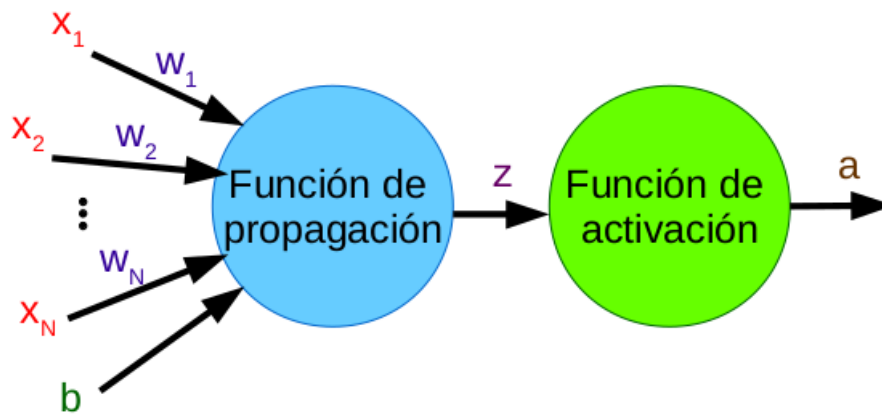 x1
w1
x2
w2
Función de
propagación
z
Función de
activación
a
wN
xN
b